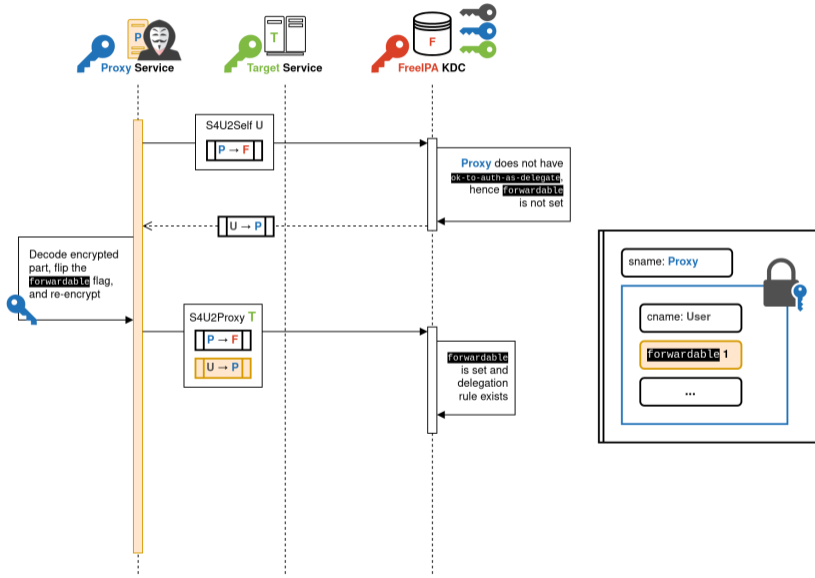 P
T
F
Proxy Service
Target Service
FreeIPA KDC
S4U2Self U
P → F
Proxy does not have
ok-to-auth-as-delegate,
hence forwardable
is not set
U → P
Decode encrypted
part, flip the
forwardable flag,
and re-encrypt
S4U2Proxy T
P → F
U → P
forwardable
is set and
delegation
rule exists
sname: Proxy
cname: User
forwardable 1
...